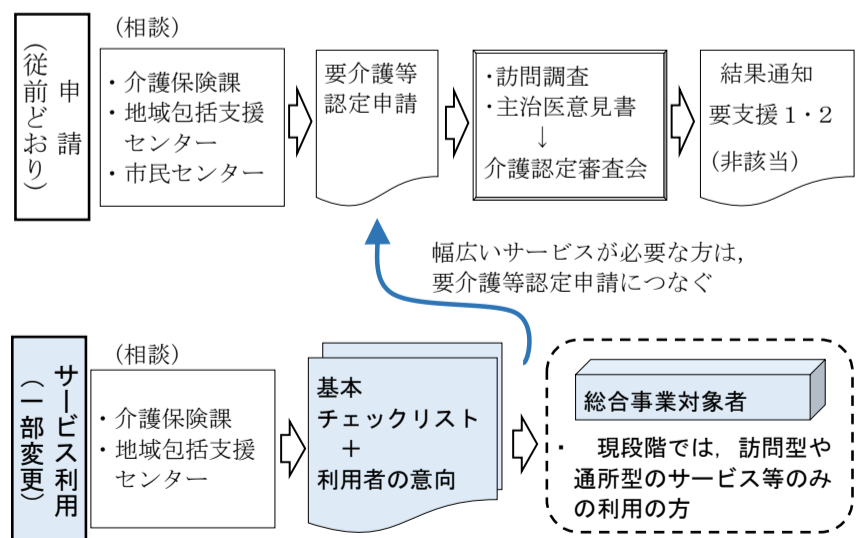 申請
(従前どおり)
(相談)
・介護保険課
・地域包括支援
センター
・市民センター
要介護等
認定申請
・訪問調査
・主治医意見書
↓
介護認定審査会
結果通知
要支援1・2
(非該当)
幅広いサービスが必要な方は,
要介護等認定申請につなぐ
サービス利用
(一部変更)
(相談)
・介護保険課
・地域包括支援
センター
基本
チェックリスト
+
利用者の意向
総合事業対象者
・ 現段階では,訪問型や
通所型のサービス等のみ
の利用の方